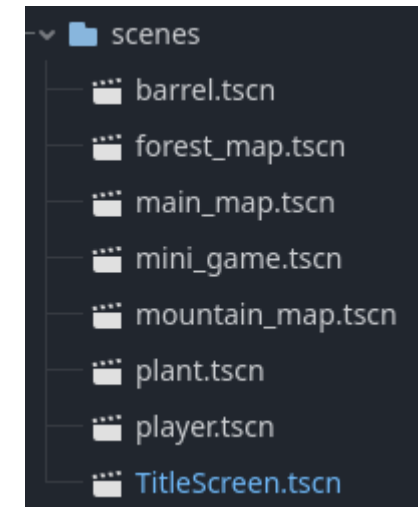 scenes
barrel.tscn
forest_map.tscn
main_map.tscn
mini_game.tscn
mountain_map.tscn
plant.tscn
player.tscn
TitleScreen.tscn